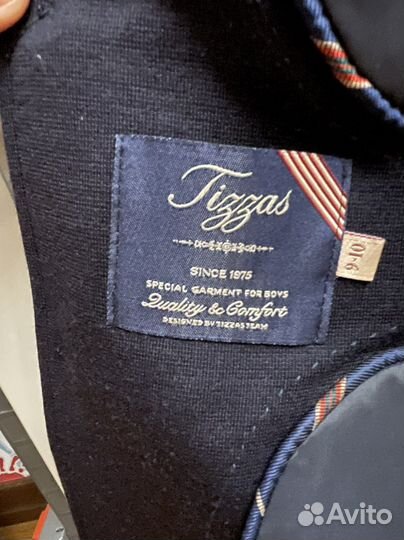 Tizzas
SINCE 1975
SPECIAL GARMENT FOR BOYS
Quality & Comfort
DESIGNED BY TIZZAS TEAM
9-10
Avito